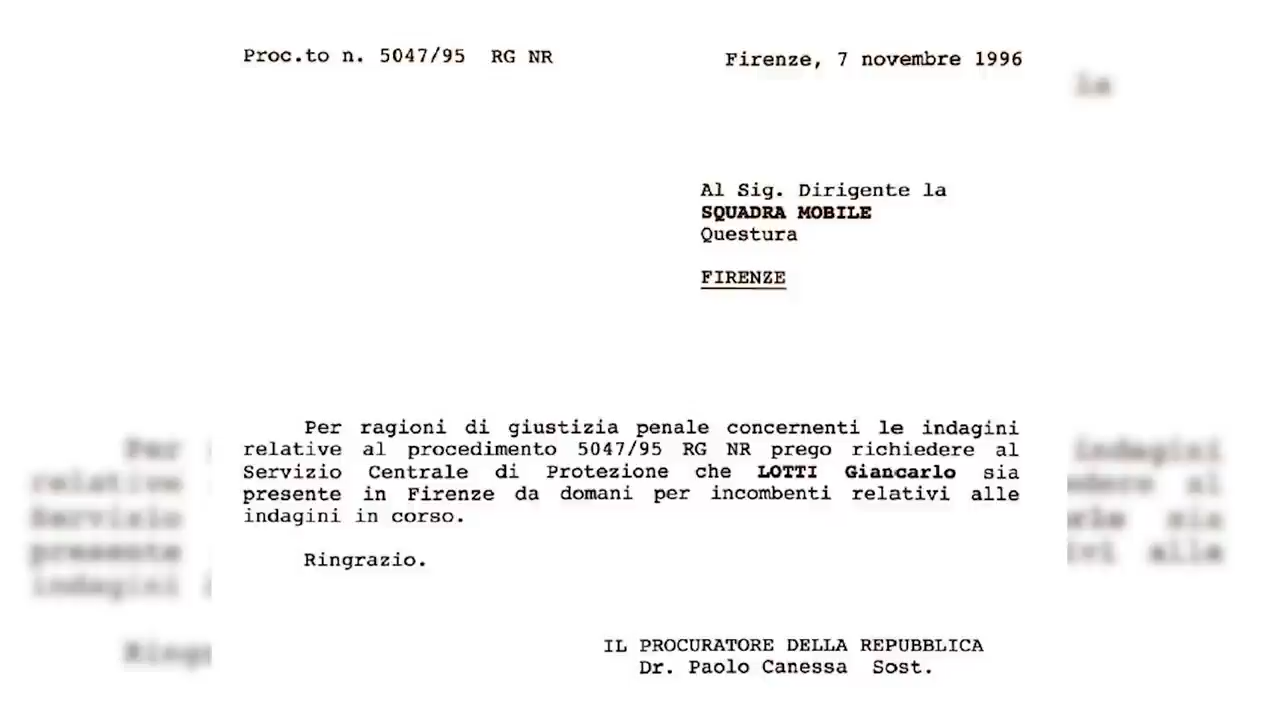 Proc.to n. 5047/95 RG NR
Firenze, 7 novembre 1996
Al Sig. Dirigente la
SQUADRA MOBILE
Questura
FIRENZE
Per ragioni di giustizia penale concernenti le indagini
relative al procedimento 5047/95 RG NR prego richiedere al
Servizio Centrale di Protezione che LOTTI Giancarlo sia
presente in Firenze da domani per incombenti relativi alle
indagini in corso.
Ringrazio.
IL PROCURATORE DELLA REPUBBLICA
Dr. Paolo Canessa Sost.